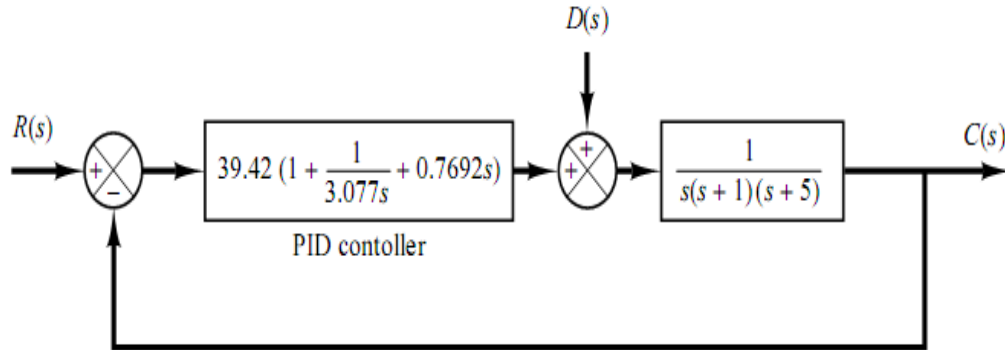 D(s)
R(s)
C(s)
39.42 (1 + 1/3.077s + 0.7692s)
1/s(s + 1)(s + 5)
+
−
+
+
PID contoller